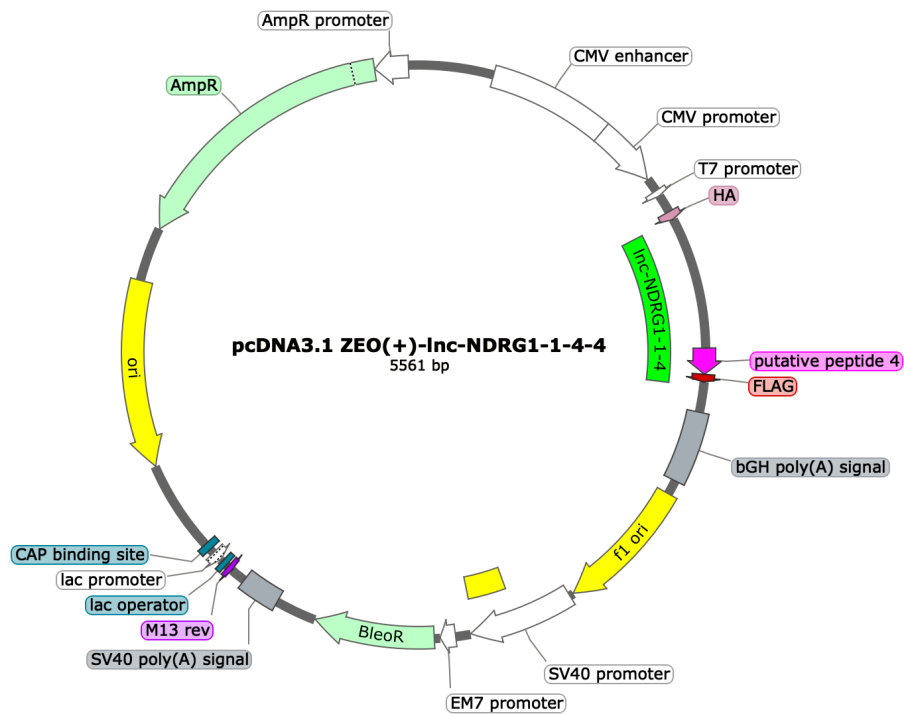 AmpR promoter
CMV enhancer
AmpR
CMV promoter
T7 promoter
HA
lnc-NDRG1-1-4
pcDNA3.1 ZEO(+)-lnc-NDRG1-1-4-4
5561 bp
ori
putative peptide 4
FLAG
bGH poly(A) signal
f1 ori
CAP binding site
lac promoter
lac operator
M13 rev
SV40 poly(A) signal
BleoR
SV40 promoter
EM7 promoter